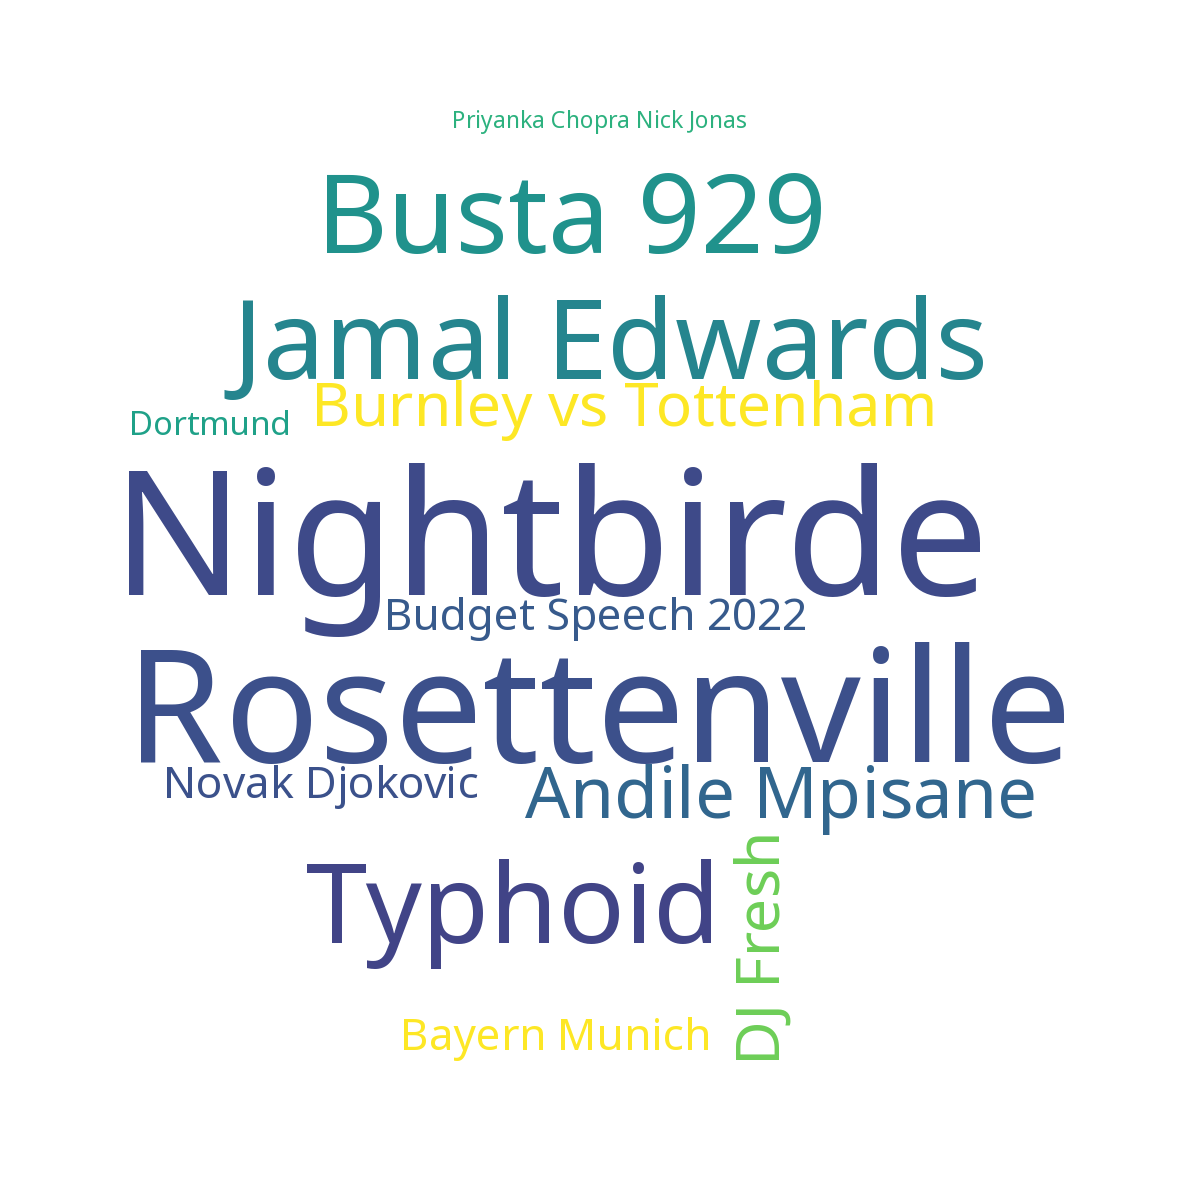 Priyanka Chopra Nick Jonas
Busta 929
Jamal Edwards
Burnley vs Tottenham
Dortmund
Nightbirde
Budget Speech 2022
Rosettenville
Novak Djokovic
Andile Mpisane
Typhoid
DJ Fresh
Bayern Munich